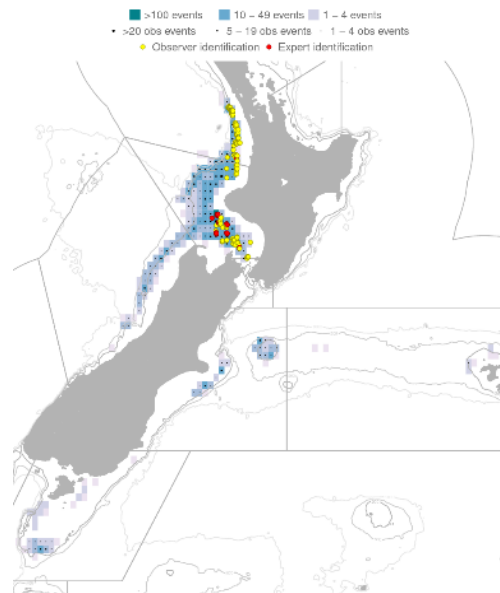 >100 events 10 – 49 events 1 – 4 events
>20 obs events 5 – 19 obs events 1 – 4 obs events
Observer identification Expert identification